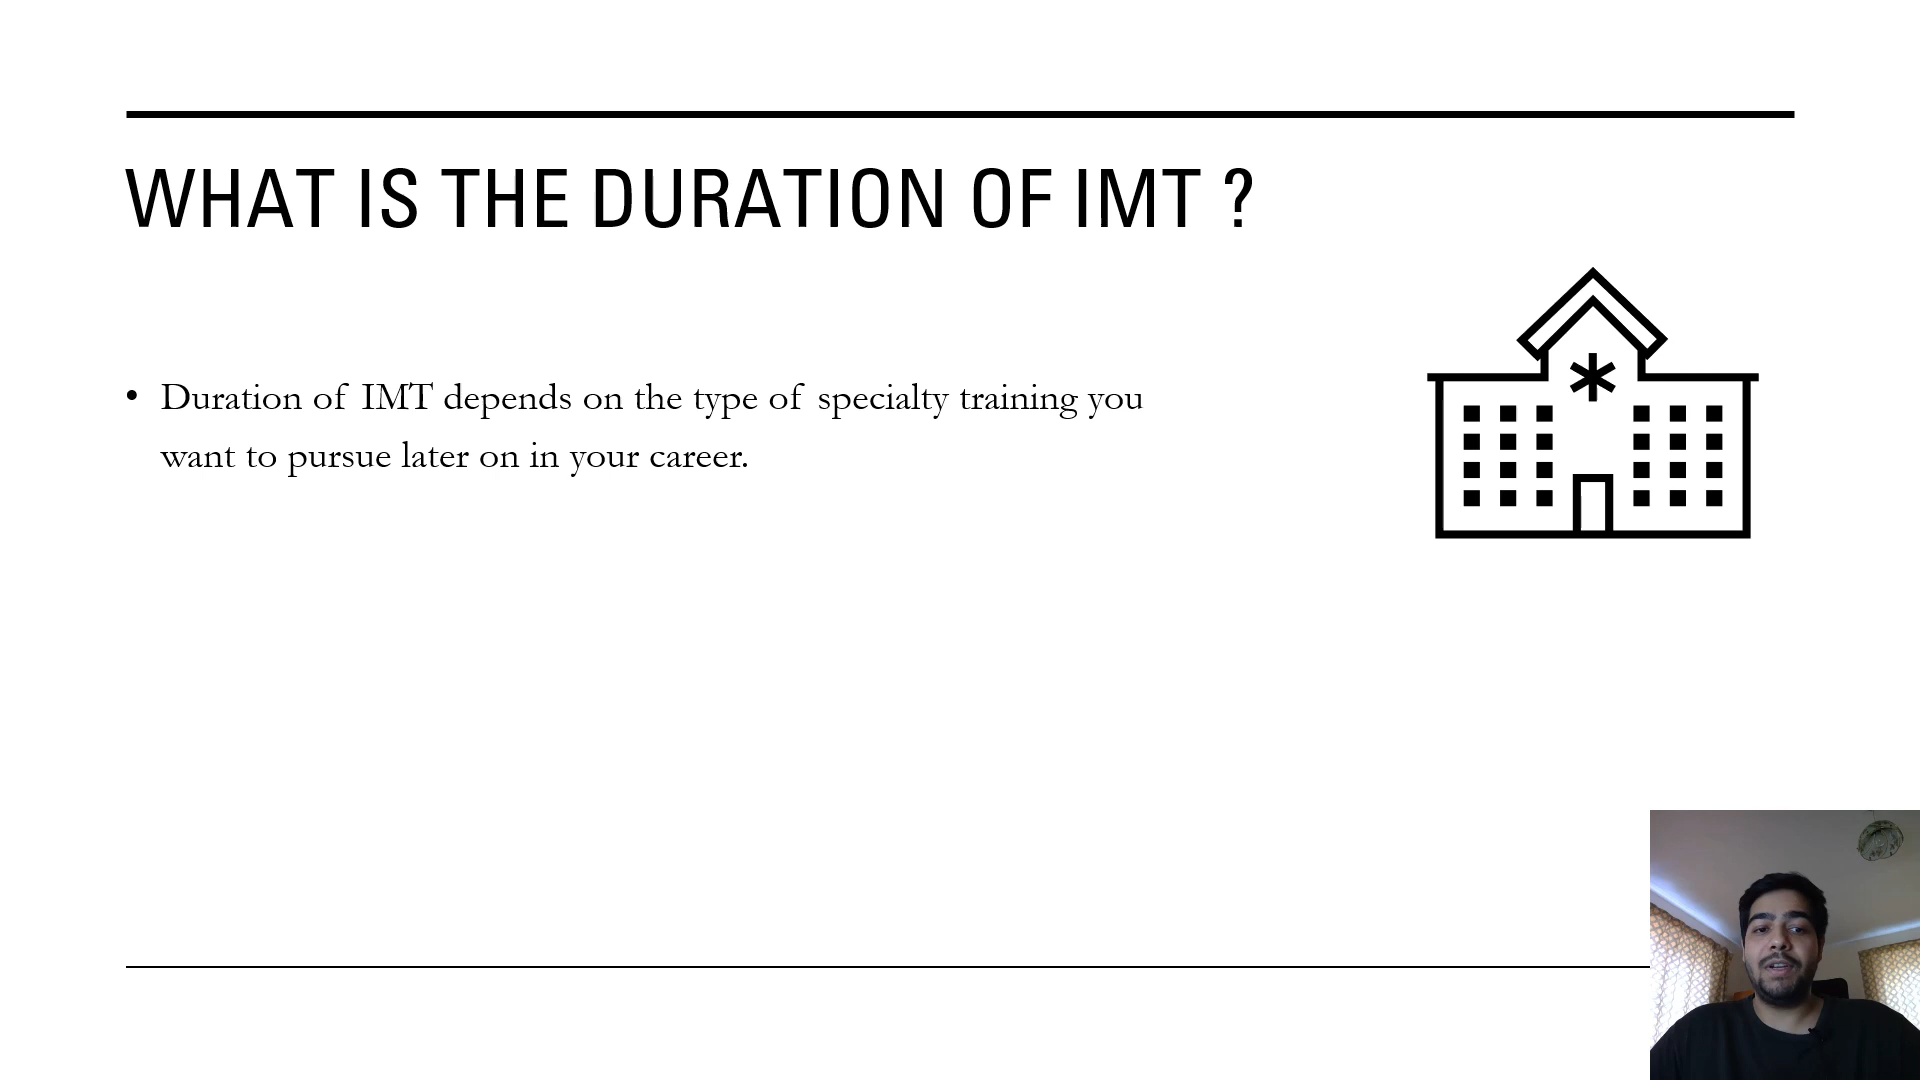 WHAT IS THE DURATION OF IMT ?
• Duration of IMT depends on the type of specialty training you
want to pursue later on in your career.